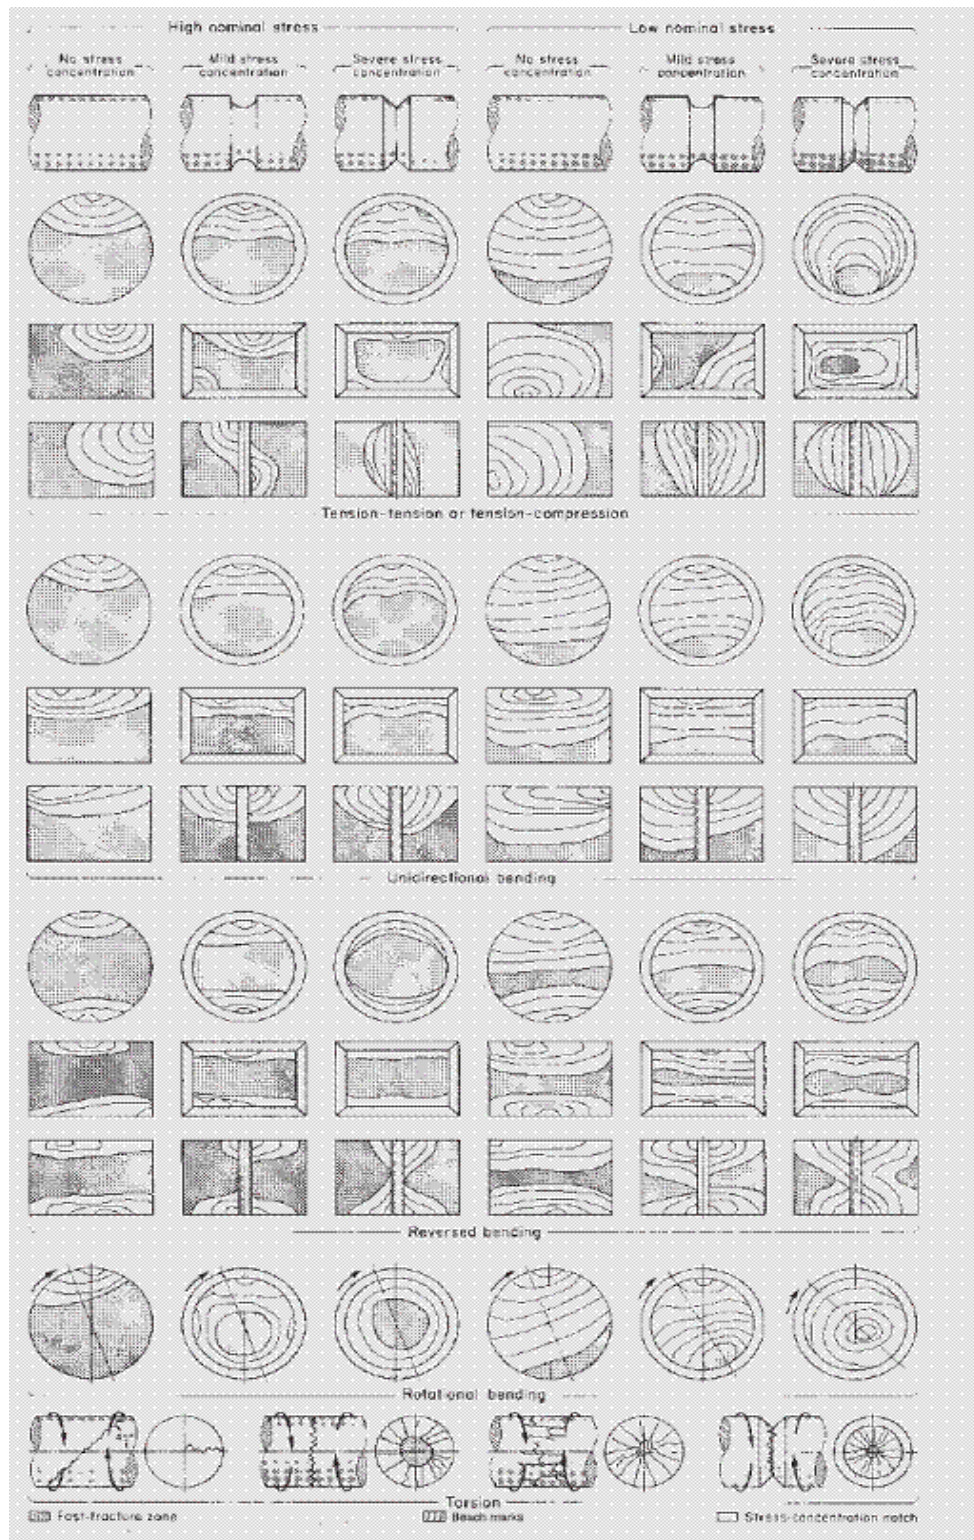 High nominal stress
Low nominal stress
No stress concentration
Mild stress concentration
Severe stress concentration
No stress concentration
Mild stress concentration
Severe stress concentration
Tension-tension or tension-compression
Unidirectional bending
Reversed bending
Rotational bending
Torsion
Fast-fracture zone
Beach marks
Stress-concentration notch